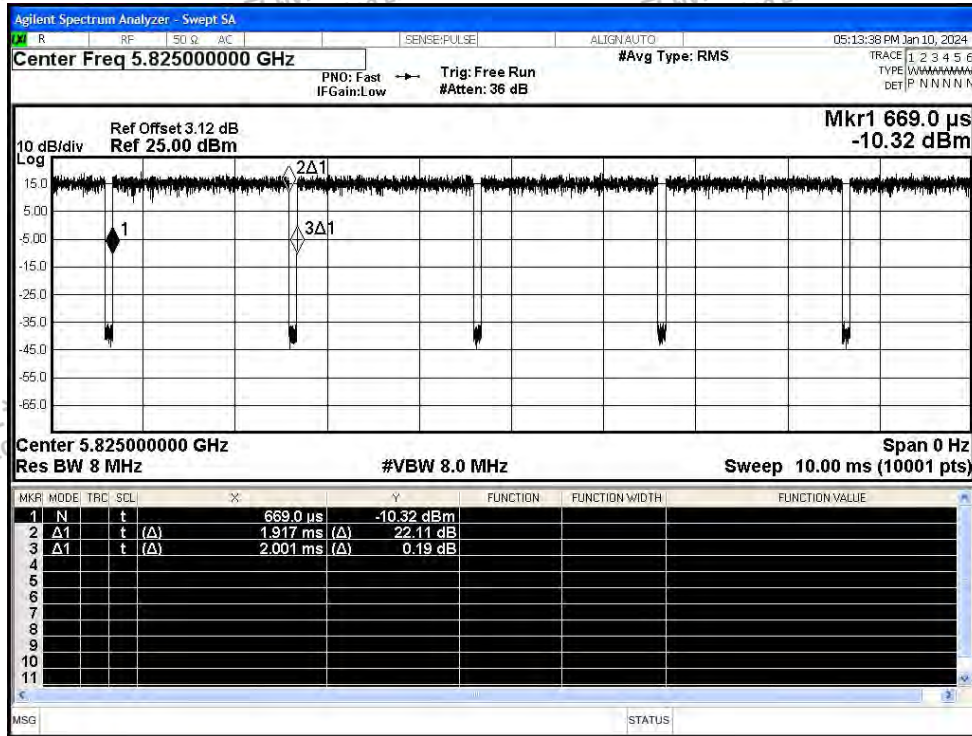 Agilent Spectrum Analyzer - Swept SA
LXI R RF 50 Ω AC SENSE:PULSE ALIGN AUTO 05:13:38 PM Jan 10, 2024
Center Freq 5.825000000 GHz #Avg Type: RMS TRACE 1 2 3 4 5 6
PNO: Fast Trig: Free Run TYPE
IFGain:Low #Atten: 36 dB DET P N N N N N
Mkr1 669.0 µs
Ref Offset 3.12 dB
10 dB/div Ref 25.00 dBm -10.32 dBm
Log
2Δ1
15.0
5.00
1 3Δ1
-5.00
-15.0
-25.0
-35.0
-45.0
-55.0
-65.0
Center 5.825000000 GHz Span 0 Hz
Res BW 8 MHz #VBW 8.0 MHz Sweep 10.00 ms (10001 pts)
MKR MODE TRC SCL X Y FUNCTION FUNCTION WIDTH FUNCTION VALUE
1 N t 669.0 µs -10.32 dBm
2 Δ1 t (Δ) 1.917 ms (Δ) 22.11 dB
3 Δ1 t (Δ) 2.001 ms (Δ) 0.19 dB
4
5
6
7
8
9
10
11
MSG STATUS